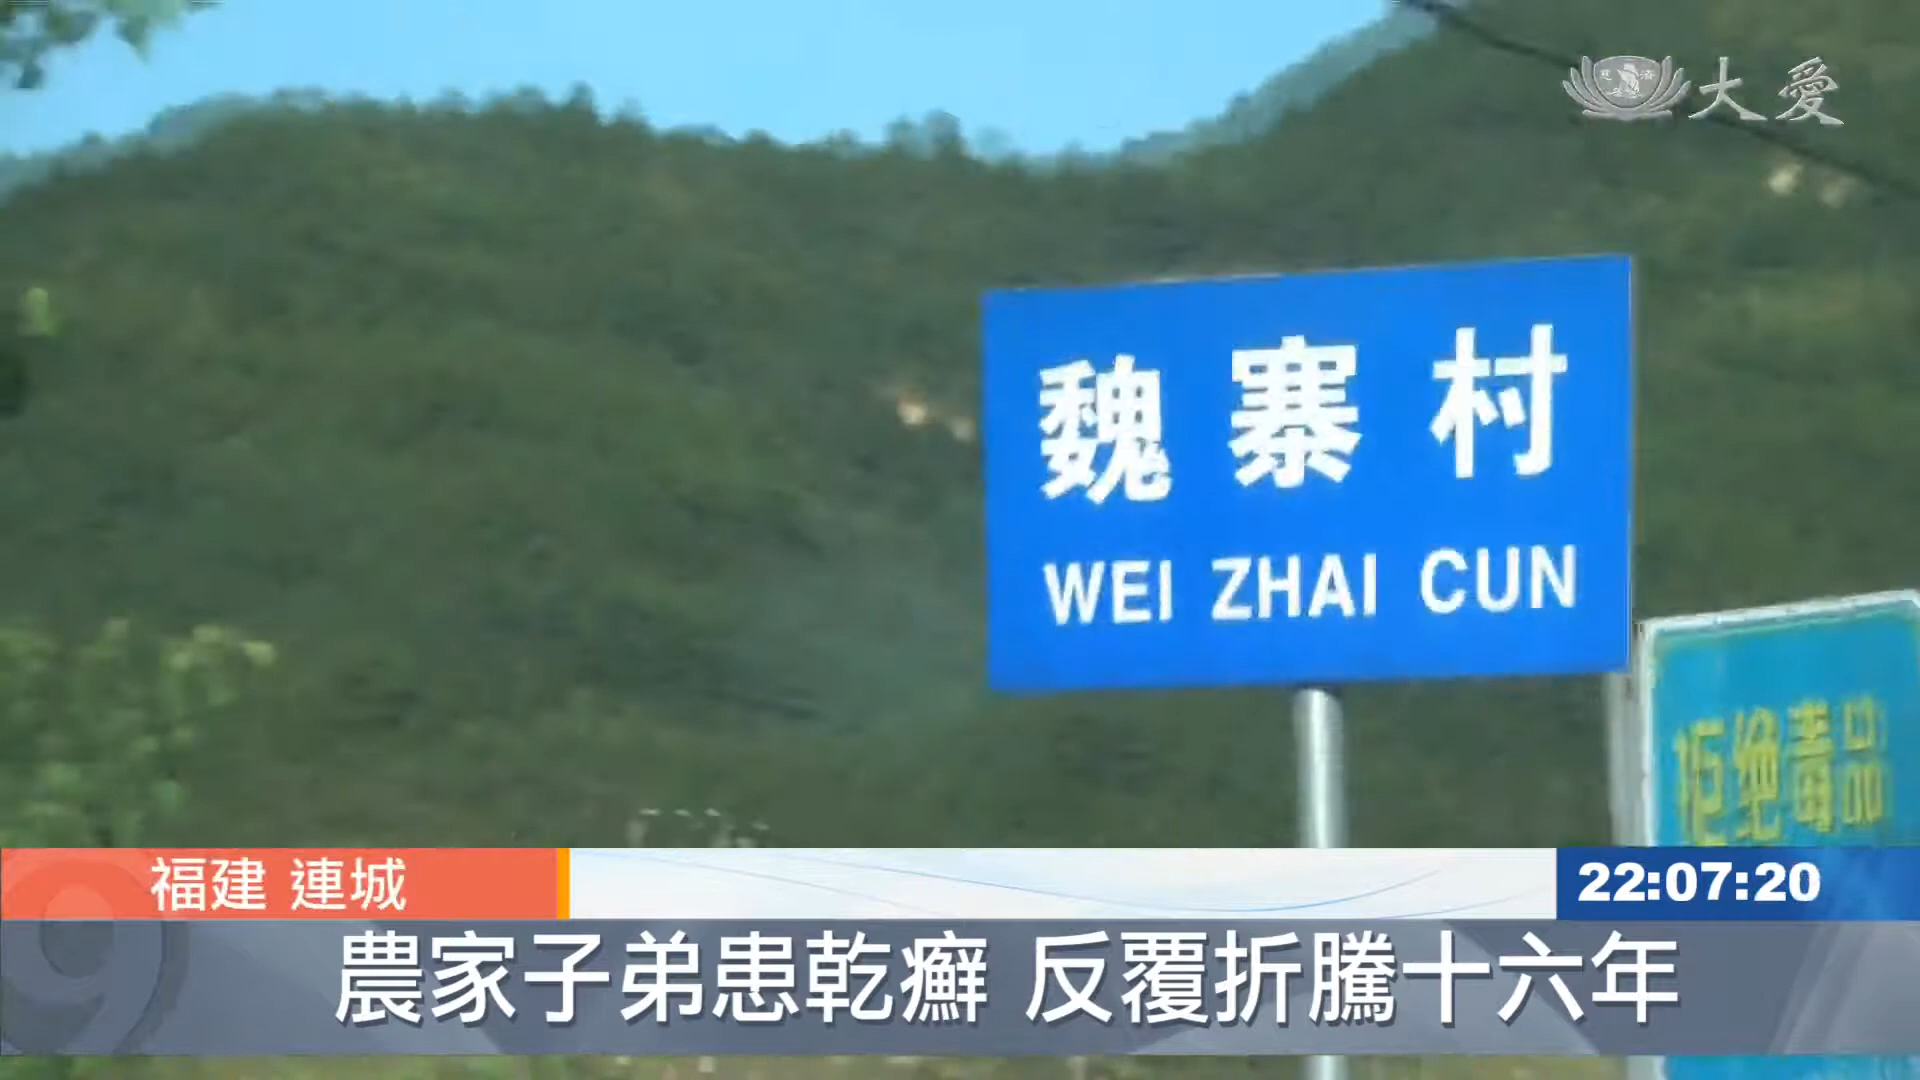 大愛
魏寨村
WEI ZHAI CUN
拒绝毒品
福建 連城
22:07:20
農家子弟患乾癬 反覆折騰十六年